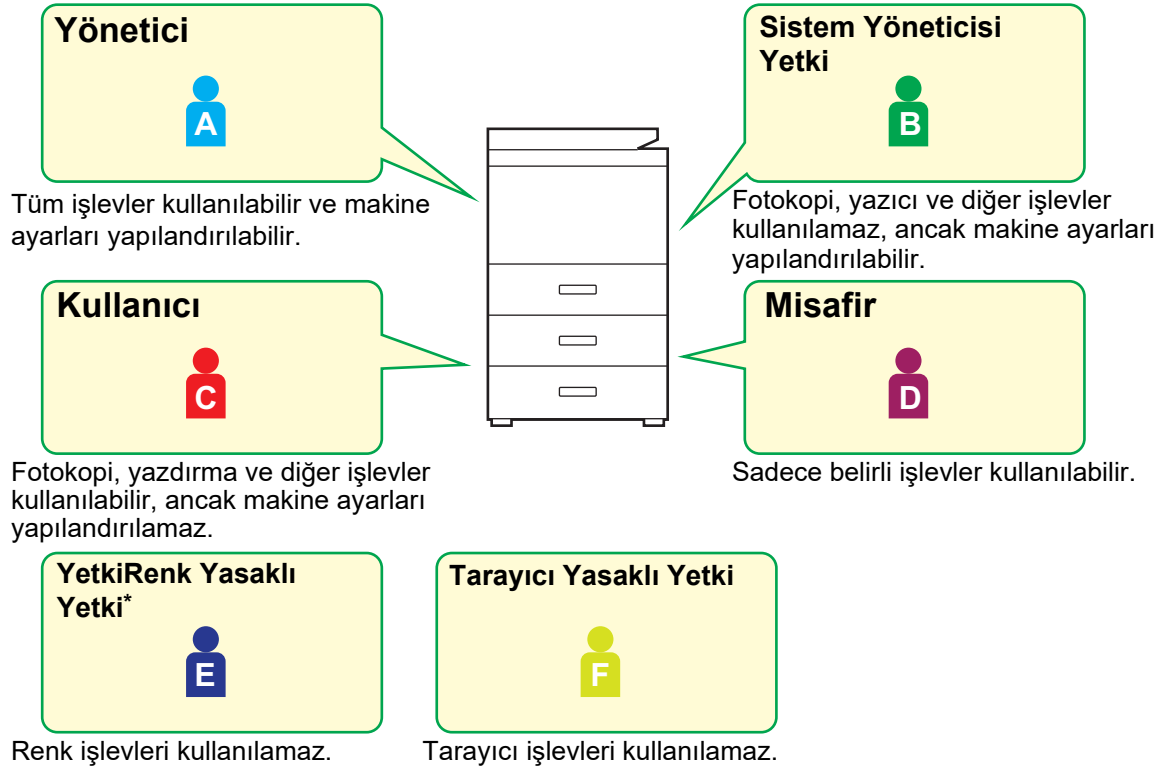 Yönetici
A
Tüm işlevler kullanılabilir ve makine
ayarları yapılandırılabilir.
Sistem Yöneticisi
Yetki
B
Fotokopi, yazıcı ve diğer işlevler
kullanılamaz, ancak makine ayarları
yapılandırılabilir.
Kullanıcı
C
Fotokopi, yazdırma ve diğer işlevler
kullanılabilir, ancak makine ayarları
yapılandırılamaz.
Misafir
D
Sadece belirli işlevler kullanılabilir.
YetkiRenk Yasaklı
Yetki*
E
Renk işlevleri kullanılamaz.
Tarayıcı Yasaklı Yetki
F
Tarayıcı işlevleri kullanılamaz.